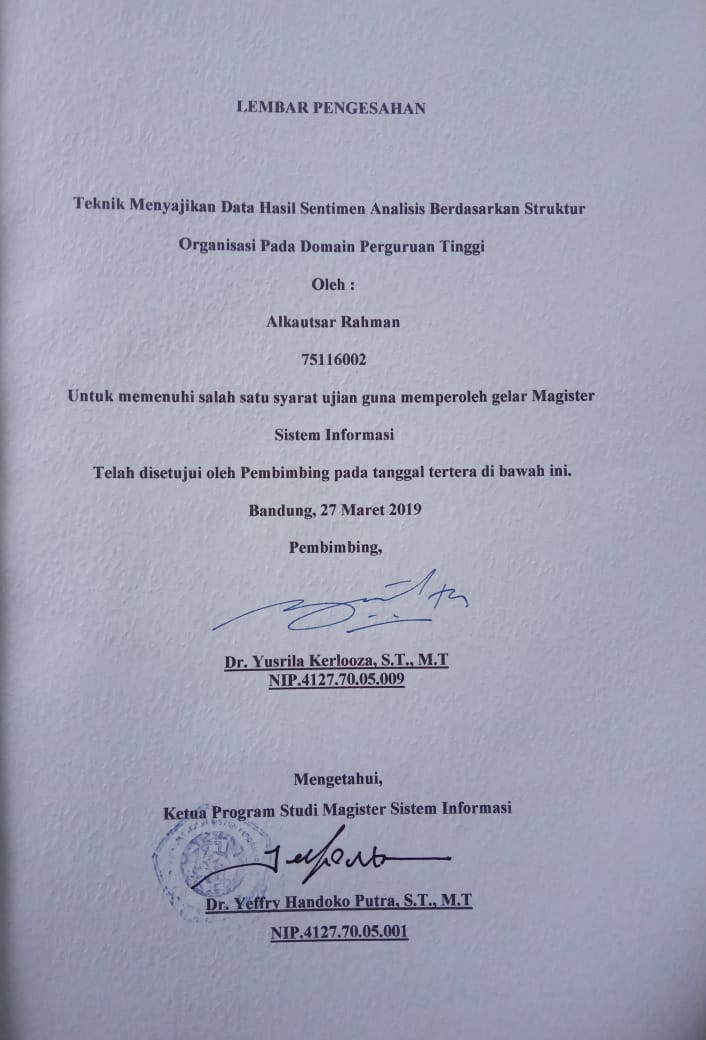 LEMBAR PENGESAHAN
Teknik Menyajikan Data Hasil Sentimen Analisis Berdasarkan Struktur
Organisasi Pada Domain Perguruan Tinggi
Oleh :
Alkautsar Rahman
75116002
Untuk memenuhi salah satu syarat ujian guna memperoleh gelar Magister
Sistem Informasi
Telah disetujui oleh Pembimbing pada tanggal tertera di bawah ini.
Bandung, 27 Maret 2019
Pembimbing,
Dr. Yusrila Kerlooza, S.T., M.T
NIP.4127.70.05.009
Mengetahui,
Ketua Program Studi Magister Sistem Informasi
Dr. Yeffry Handoko Putra, S.T., M.T
NIP.4127.70.05.001